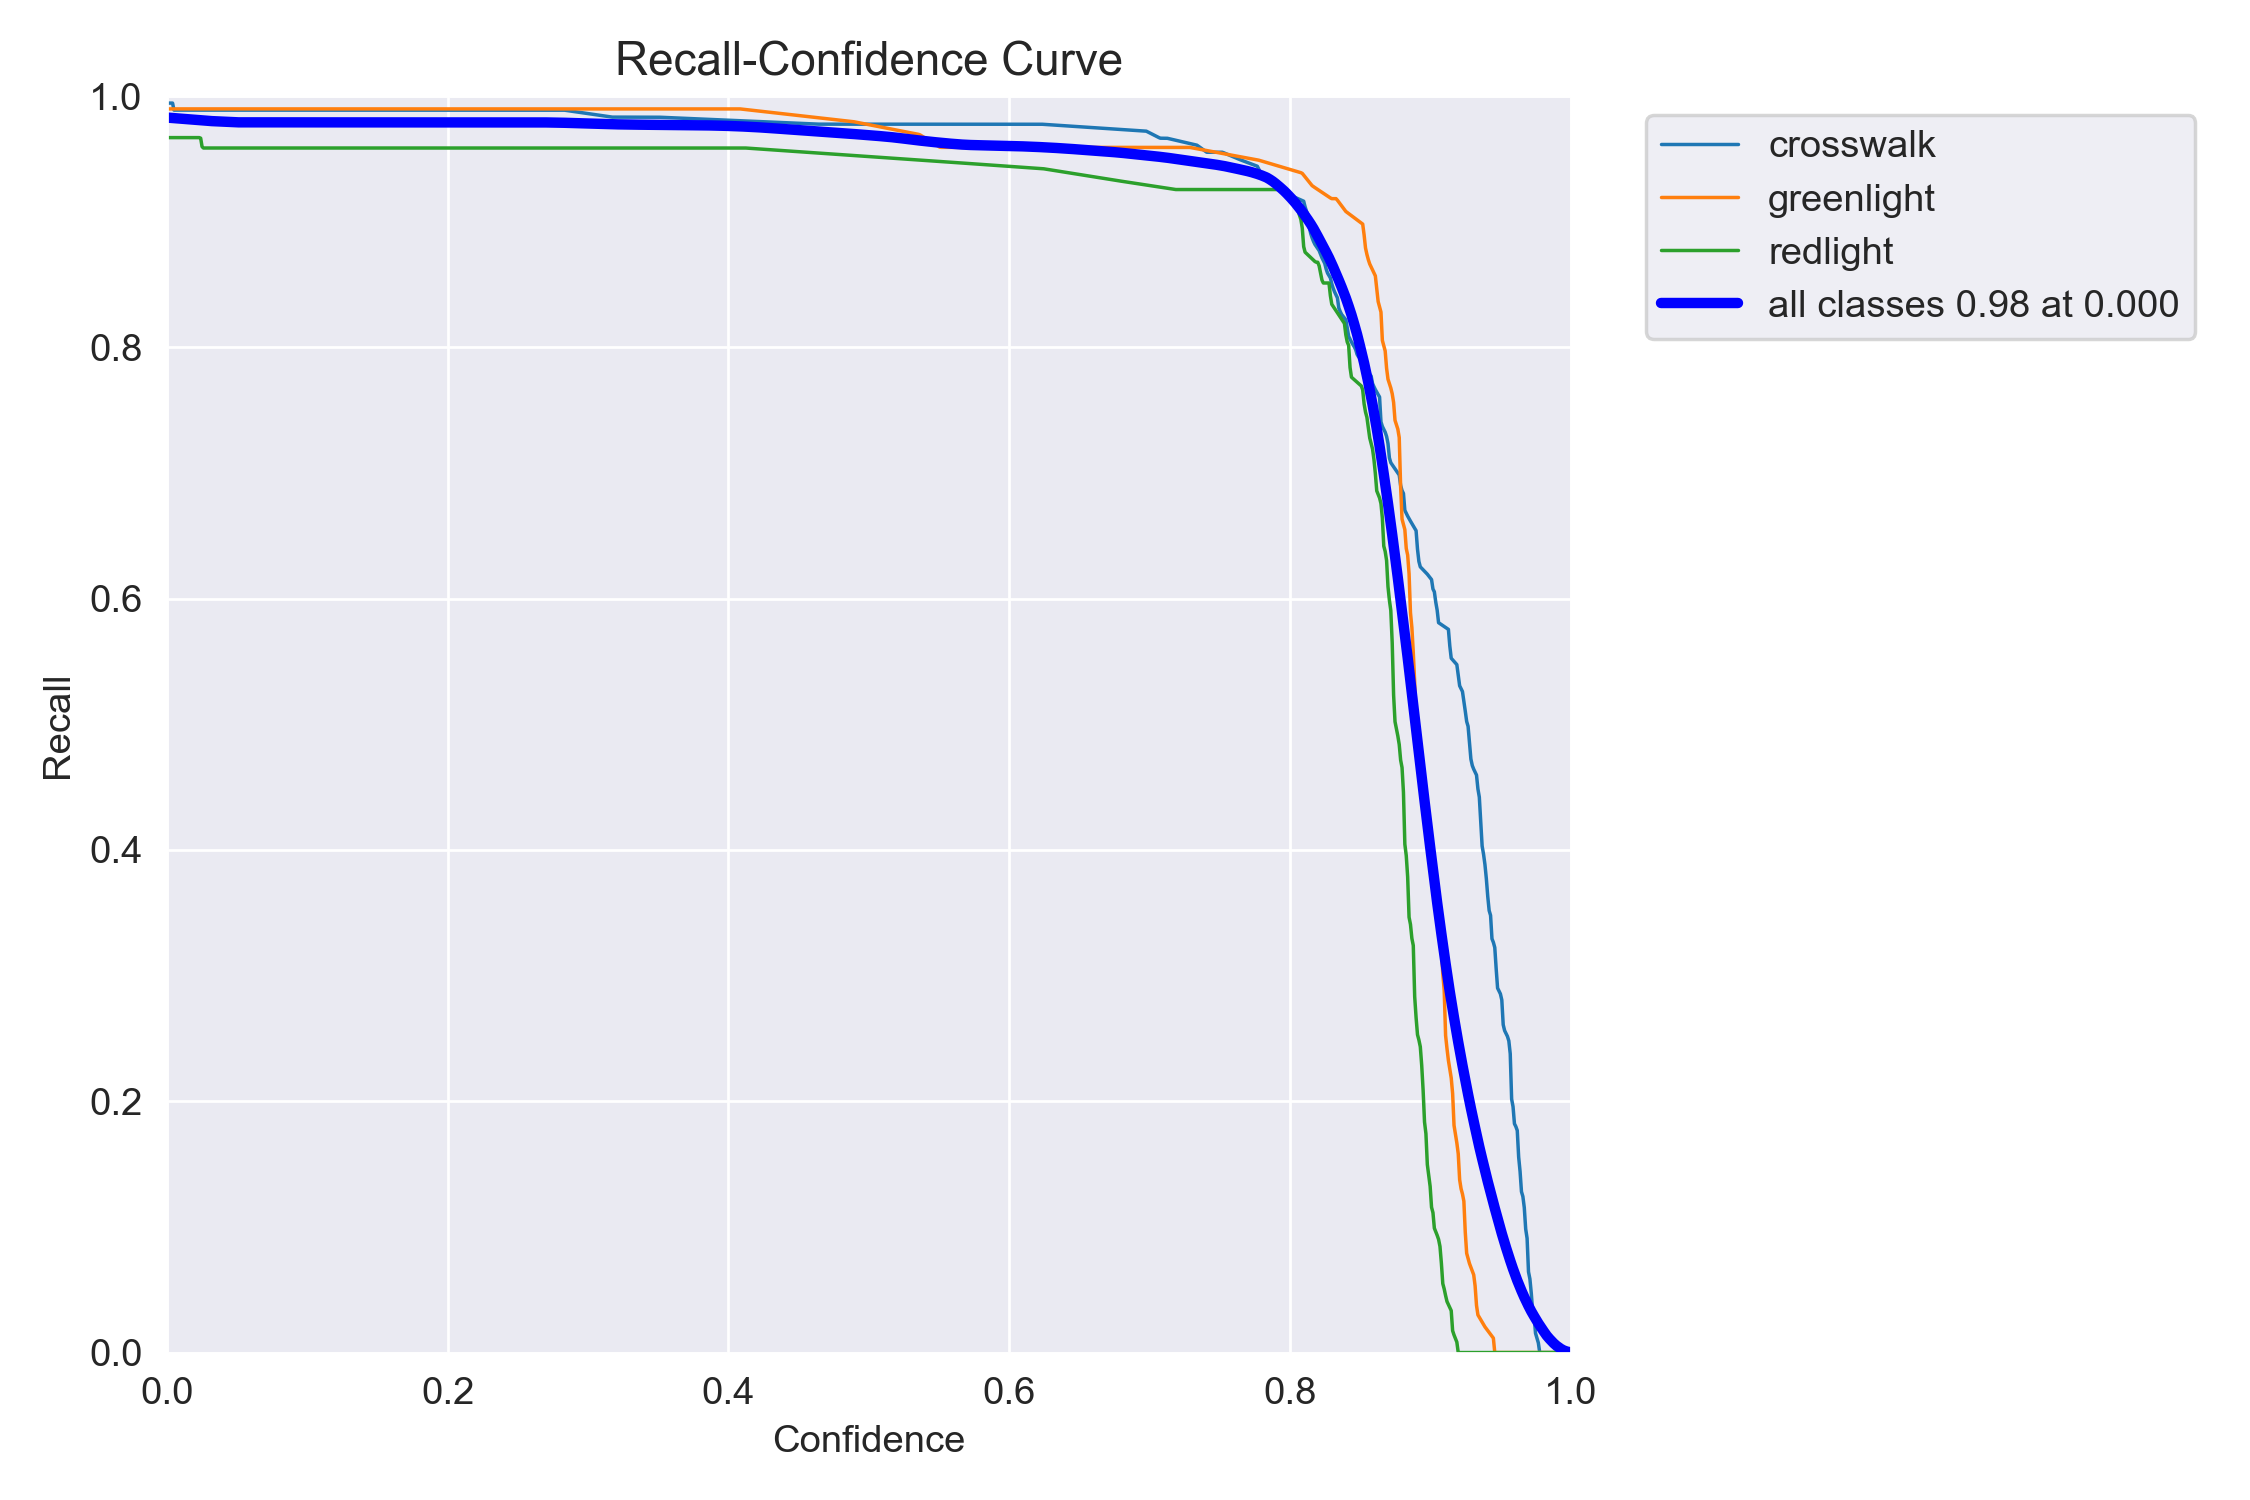 Recall-Confidence Curve
1.0
0.8
0.6
0.4
0.2
0.0
Recall
0.0 0.2 0.4 0.6 0.8 1.0
Confidence
crosswalk
greenlight
redlight
all classes 0.98 at 0.000